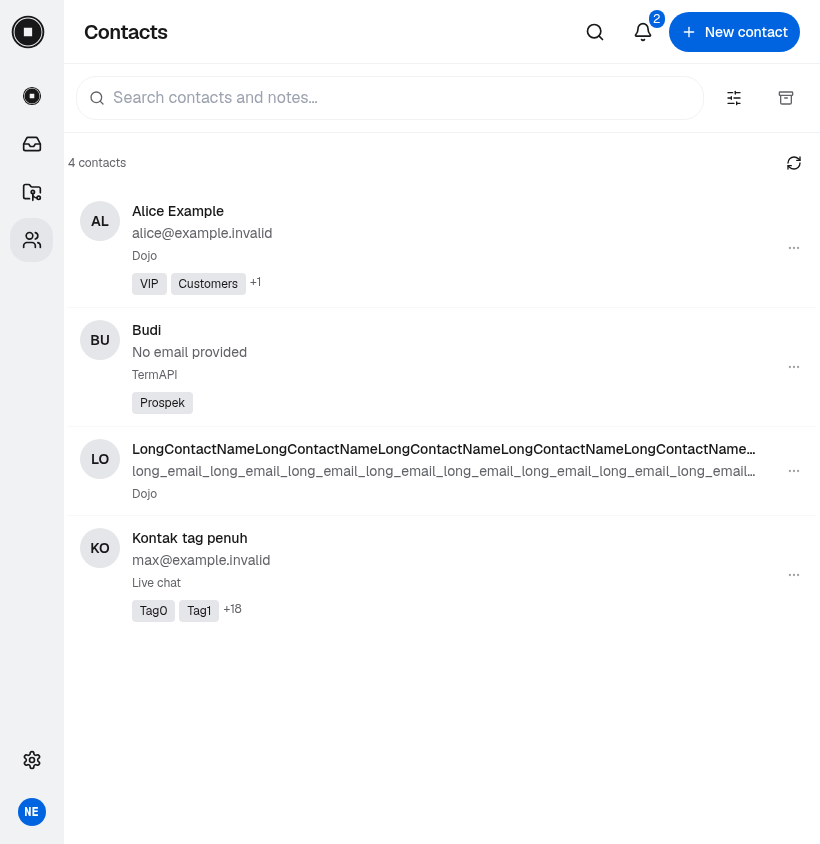 Contacts
2
New contact
Search contacts and notes...
4 contacts
AL
Alice Example
alice@example.invalid
Dojo
VIP Customers +1
BU
Budi
No email provided
TermAPI
Prospek
LO
LongContactNameLongContactNameLongContactNameLongContactNameLongContactName...
long_email_long_email_long_email_long_email_long_email_long_email_long_email_long_email...
Dojo
KO
Kontak tag penuh
max@example.invalid
Live chat
Tag0 Tag1 +18
NE